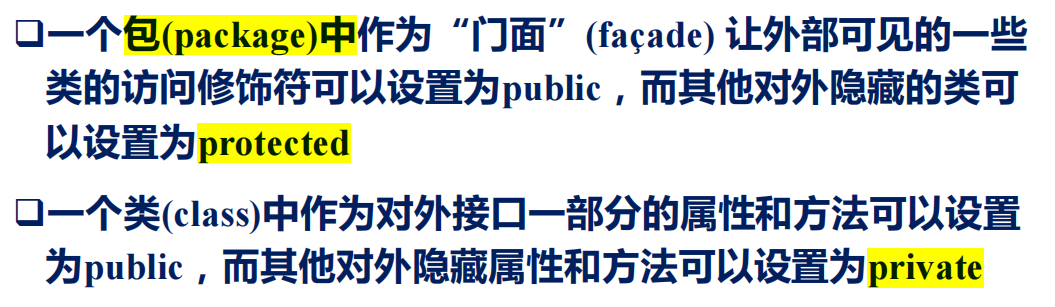 ❑一个包(package)中作为“门面”(façade) 让外部可见的一些
类的访问修饰符可以设置为public，而其他对外隐藏的类可
以设置为protected
❑一个类(class)中作为对外接口一部分的属性和方法可以设置
为public，而其他对外隐藏属性和方法可以设置为private